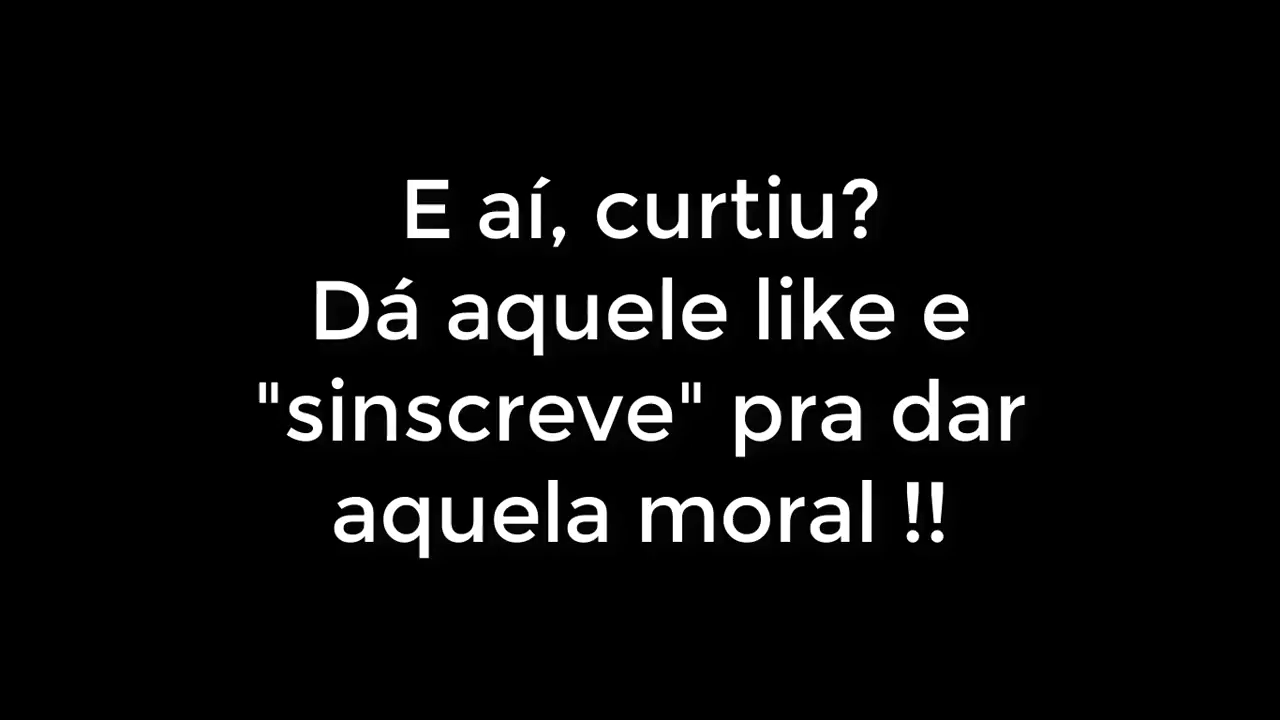 E aí, curtiu?
Dá aquele like e
"sinscreve" pra dar
aquela moral !!